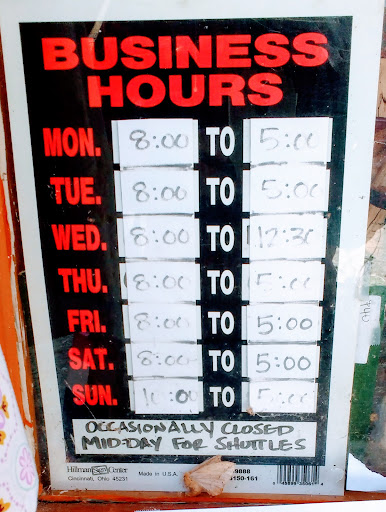 BUSINESS
HOURS
MON. 8:00 TO 5:00
TUE. 8:00 TO 5:00
WED. 8:00 TO 12:30
THU. 8:00 TO 5:00
FRI. 8:00 TO 5:00
SAT. 8:00 TO 5:00
SUN. 10:00 TO 5:00
OCCASIONALLY CLOSED
MID-DAY FOR SHUTTLES
Hillman Sign Center Made in U.S.A.
Cincinnati, Ohio 45231